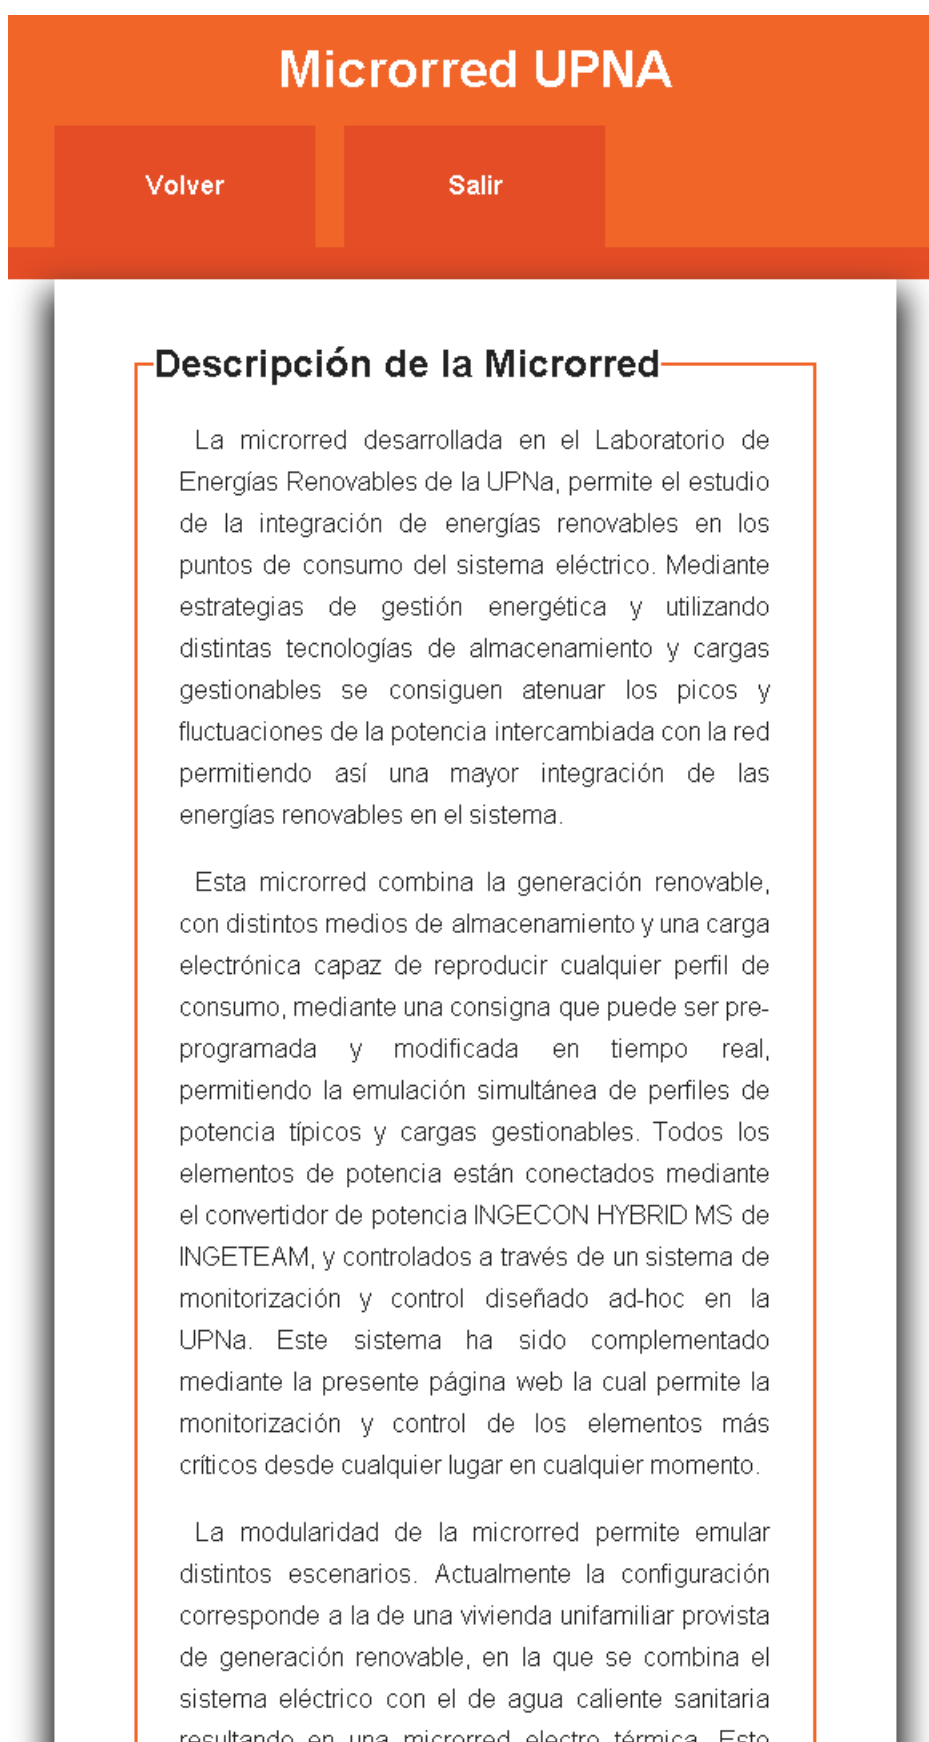 Microrred UPNA
Volver Salir
Descripción de la Microrred
La microrred desarrollada en el Laboratorio de
Energías Renovables de la UPNa, permite el estudio
de la integración de energías renovables en los
puntos de consumo del sistema eléctrico. Mediante
estrategias de gestión energética y utilizando
distintas tecnologías de almacenamiento y cargas
gestionables se consiguen atenuar los picos y
fluctuaciones de la potencia intercambiada con la red
permitiendo así una mayor integración de las
energías renovables en el sistema.
Esta microrred combina la generación renovable,
con distintos medios de almacenamiento y una carga
electrónica capaz de reproducir cualquier perfil de
consumo, mediante una consigna que puede ser pre-
programada y modificada en tiempo real,
permitiendo la emulación simultánea de perfiles de
potencia típicos y cargas gestionables. Todos los
elementos de potencia están conectados mediante
el convertidor de potencia INGECON HYBRID MS de
INGETEAM, y controlados a través de un sistema de
monitorización y control diseñado ad-hoc en la
UPNa. Este sistema ha sido complementado
mediante la presente página web la cual permite la
monitorización y control de los elementos más
críticos desde cualquier lugar en cualquier momento.
La modularidad de la microrred permite emular
distintos escenarios. Actualmente la configuración
corresponde a la de una vivienda unifamiliar provista
de generación renovable, en la que se combina el
sistema eléctrico con el de agua caliente sanitaria
resultando en una microrred electro térmica. Esto